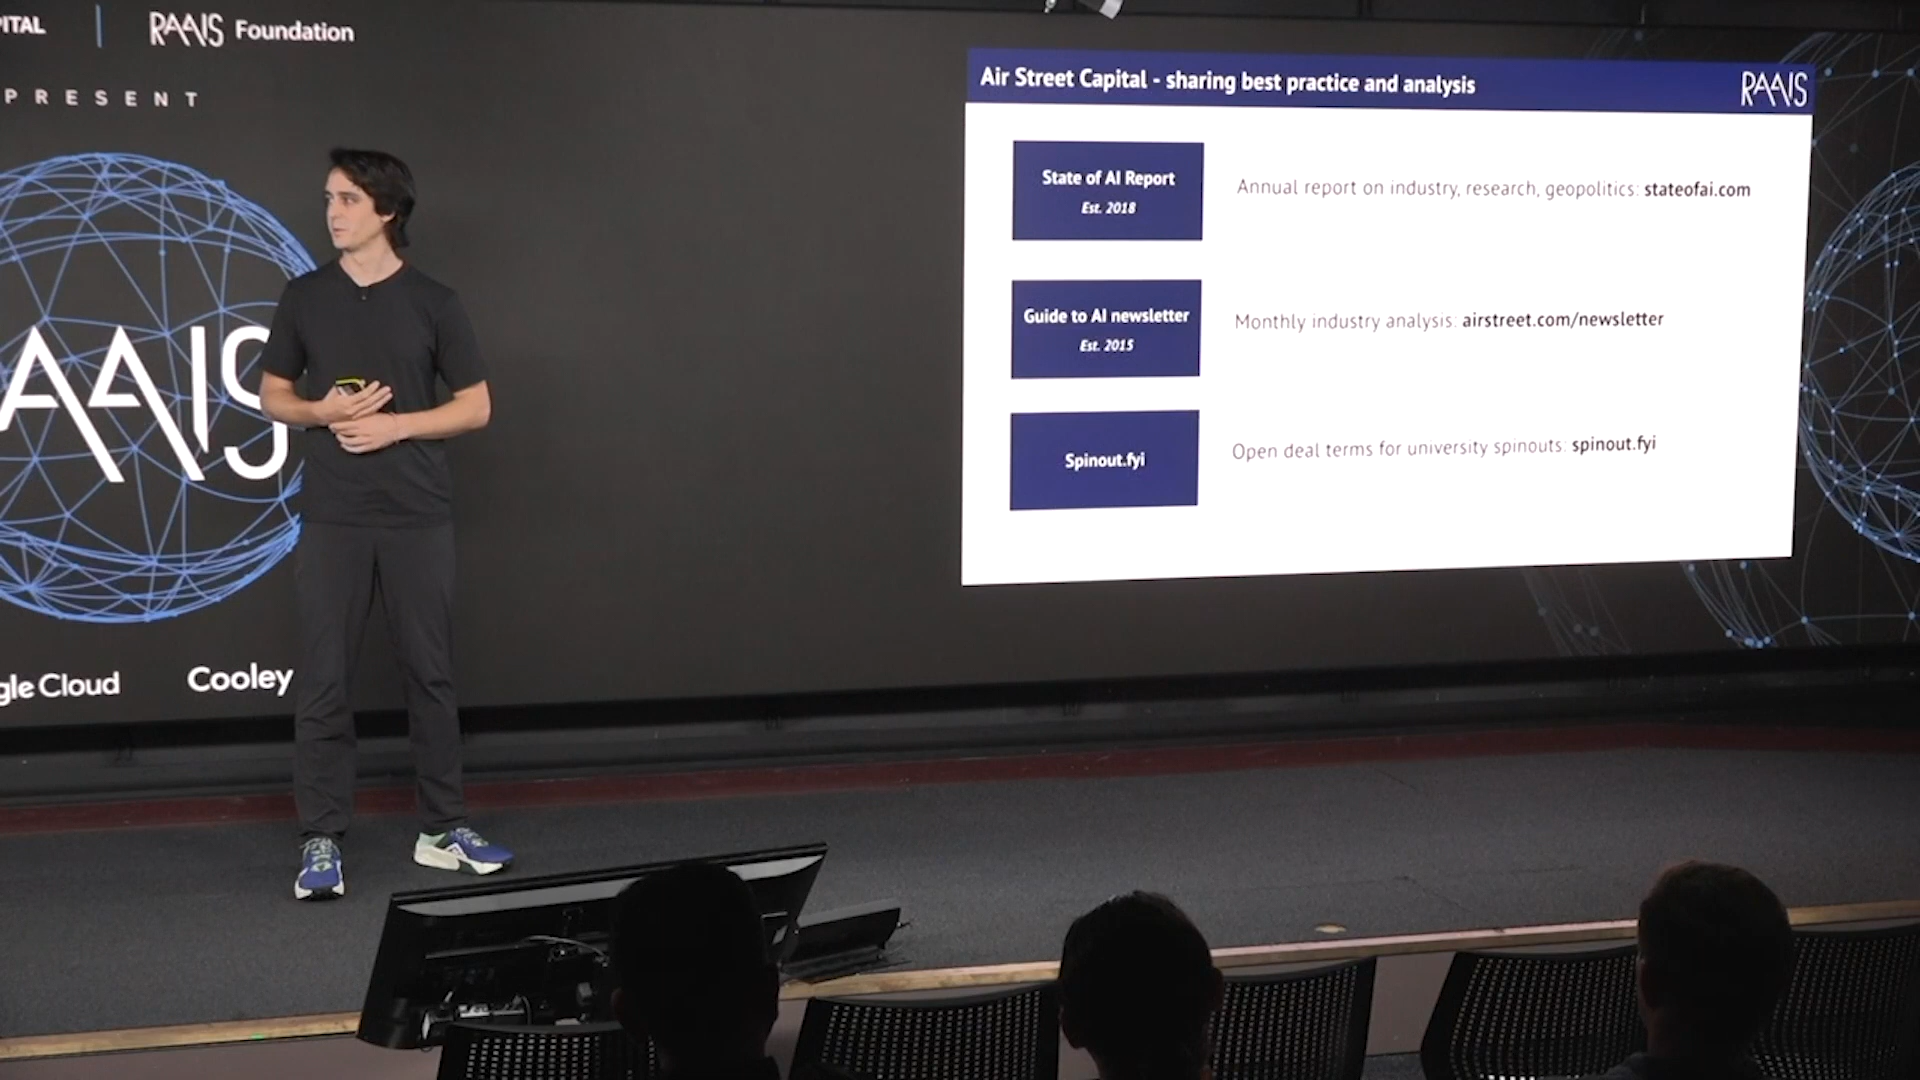 RAAIS Foundation
PRESENT
AAIS
Cloud
Cooley
Air Street Capital - sharing best practice and analysis
RAAIS
State of AI Report
Est. 2018
Annual report on industry, research, geopolitics: stateofai.com
Guide to AI newsletter
Est. 2015
Monthly industry analysis: airstreet.com/newsletter
Spinout.fyi
Open deal terms for university spinouts: spinout.fyi